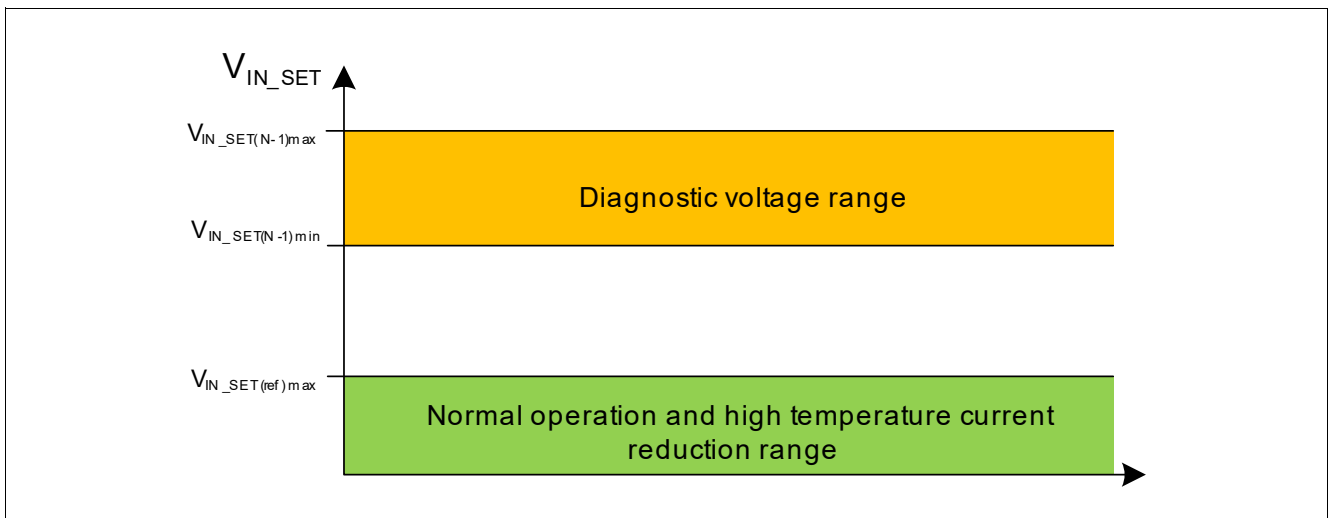 VIN_SET
VIN_SET(N-1)max
Diagnostic voltage range
VIN_SET(N-1)min
VIN_SET(ref)max
Normal operation and high temperature current
reduction range